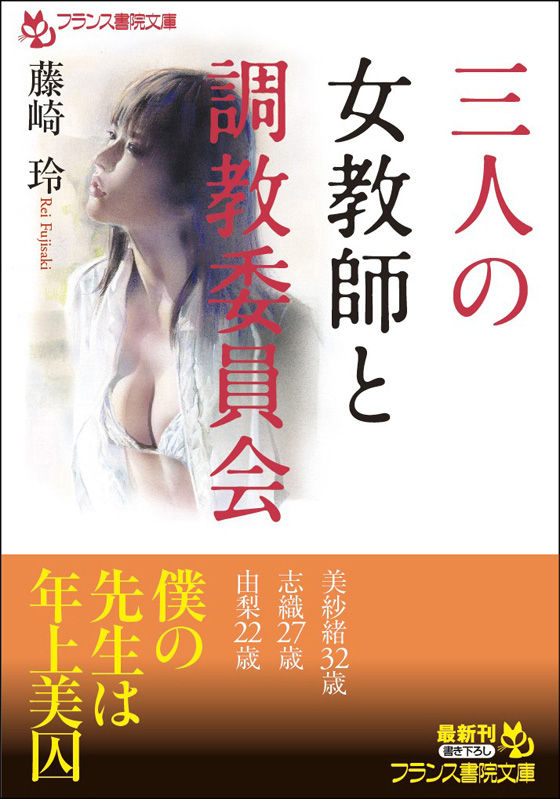 フランス書院文庫
三人の
女教師と
調教委員会
藤崎 玲
Rei Fujisaki
美紗緒32歳
志織27歳
由梨22歳
僕の
先生は
年上美囚
最新刊
書き下ろし
フランス書院文庫